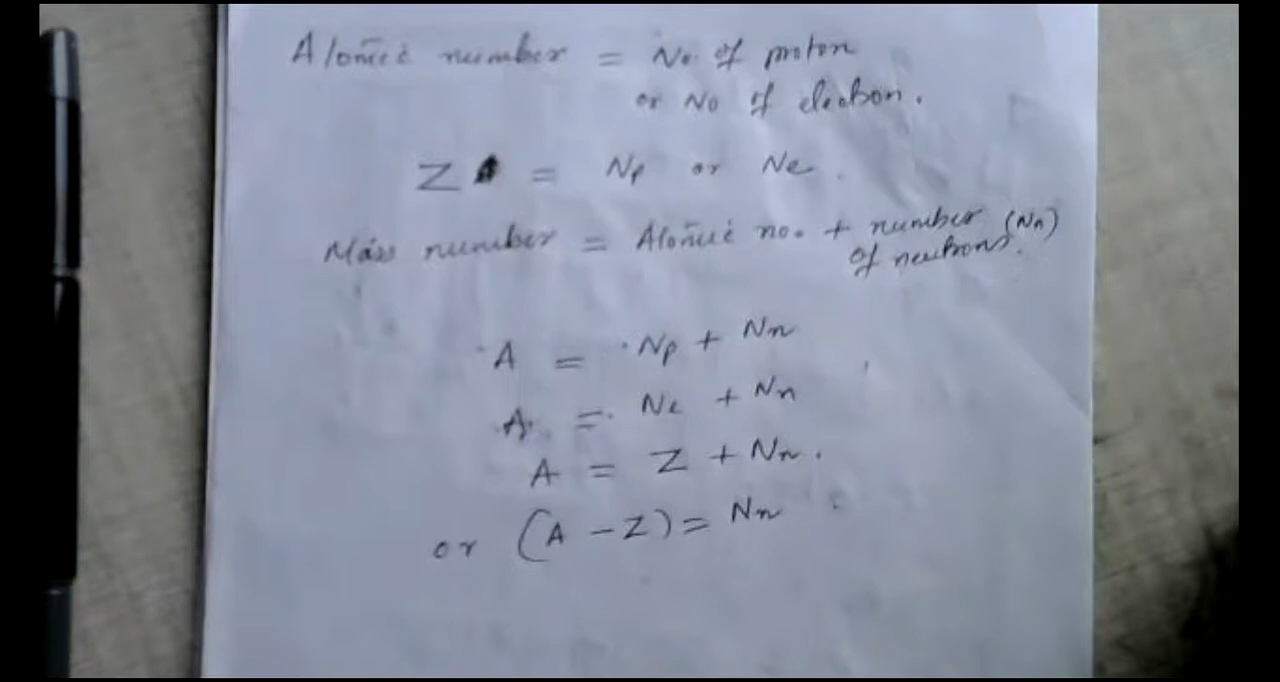 Atomic number = No. of proton
or No of electron.
Z = Np or Ne.
Mass number = Atomic no. + number (Nn)
of neutrons.
A = Np + Nn
A = Ne + Nn
A = Z + Nn.
or (A - Z) = Nn